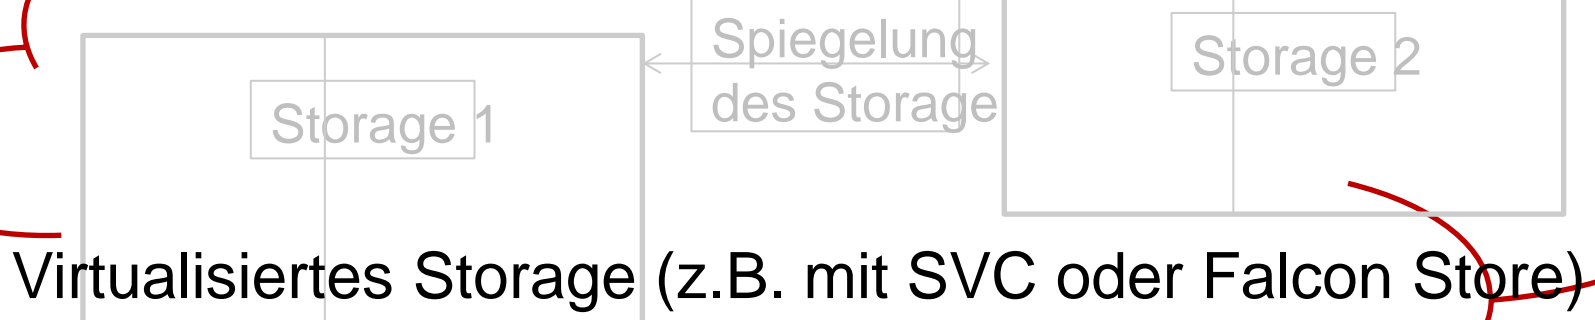 Spiegelung
des Storage
Storage 2
Storage 1
Virtualisiertes Storage (z.B. mit SVC oder Falcon Store)